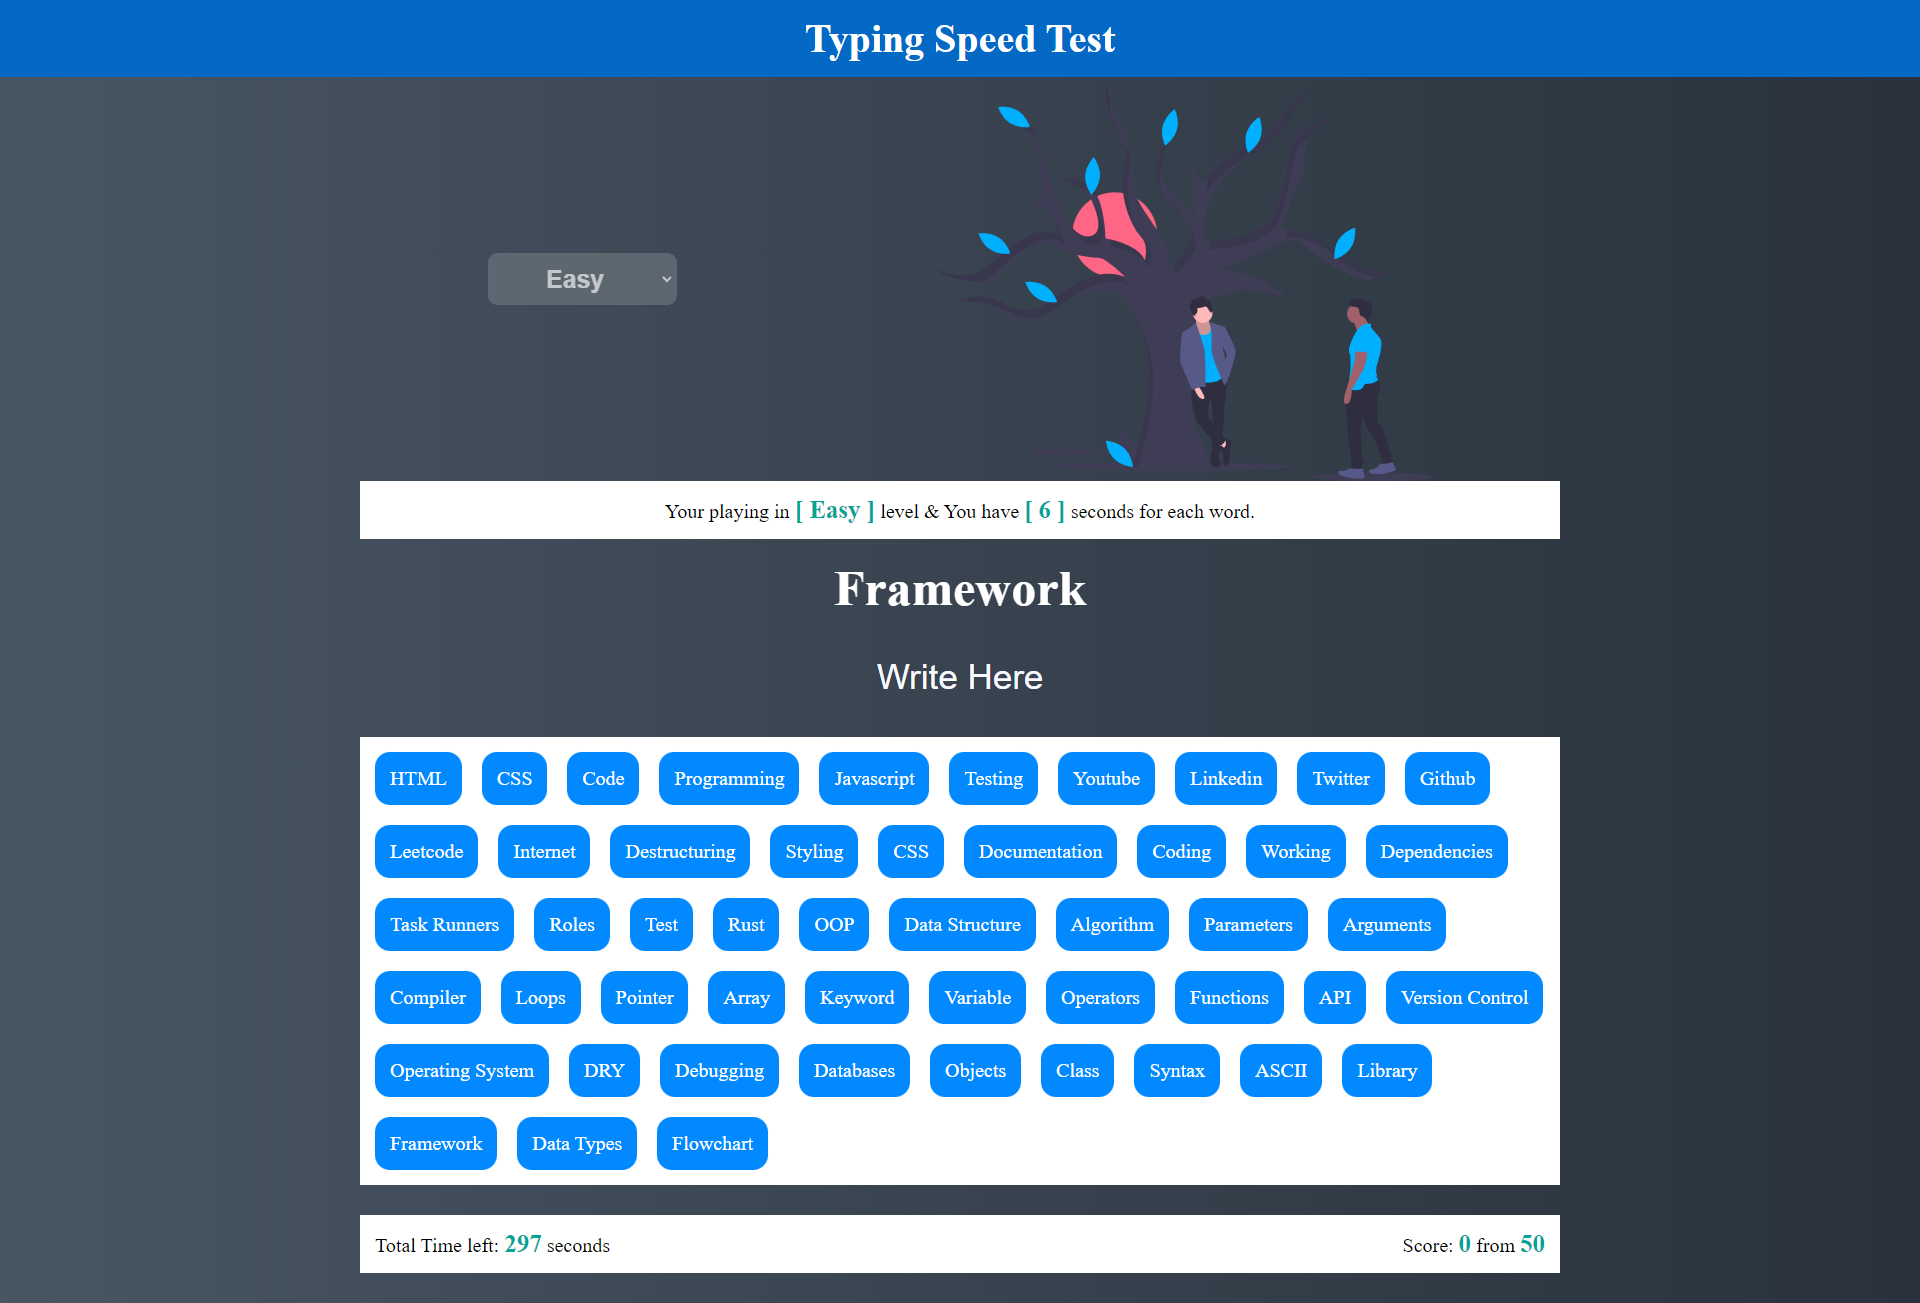 Typing Speed Test
Easy
Your playing in [ Easy ] level & You have [ 6 ] seconds for each word.
Framework
Write Here
HTML CSS Code Programming Javascript Testing Youtube Linkedin Twitter Github
Leetcode Internet Destructuring Styling CSS Documentation Coding Working Dependencies
Task Runners Roles Test Rust OOP Data Structure Algorithm Parameters Arguments
Compiler Loops Pointer Array Keyword Variable Operators Functions API Version Control
Operating System DRY Debugging Databases Objects Class Syntax ASCII Library
Framework Data Types Flowchart
Total Time left: 297 seconds Score: 0 from 50